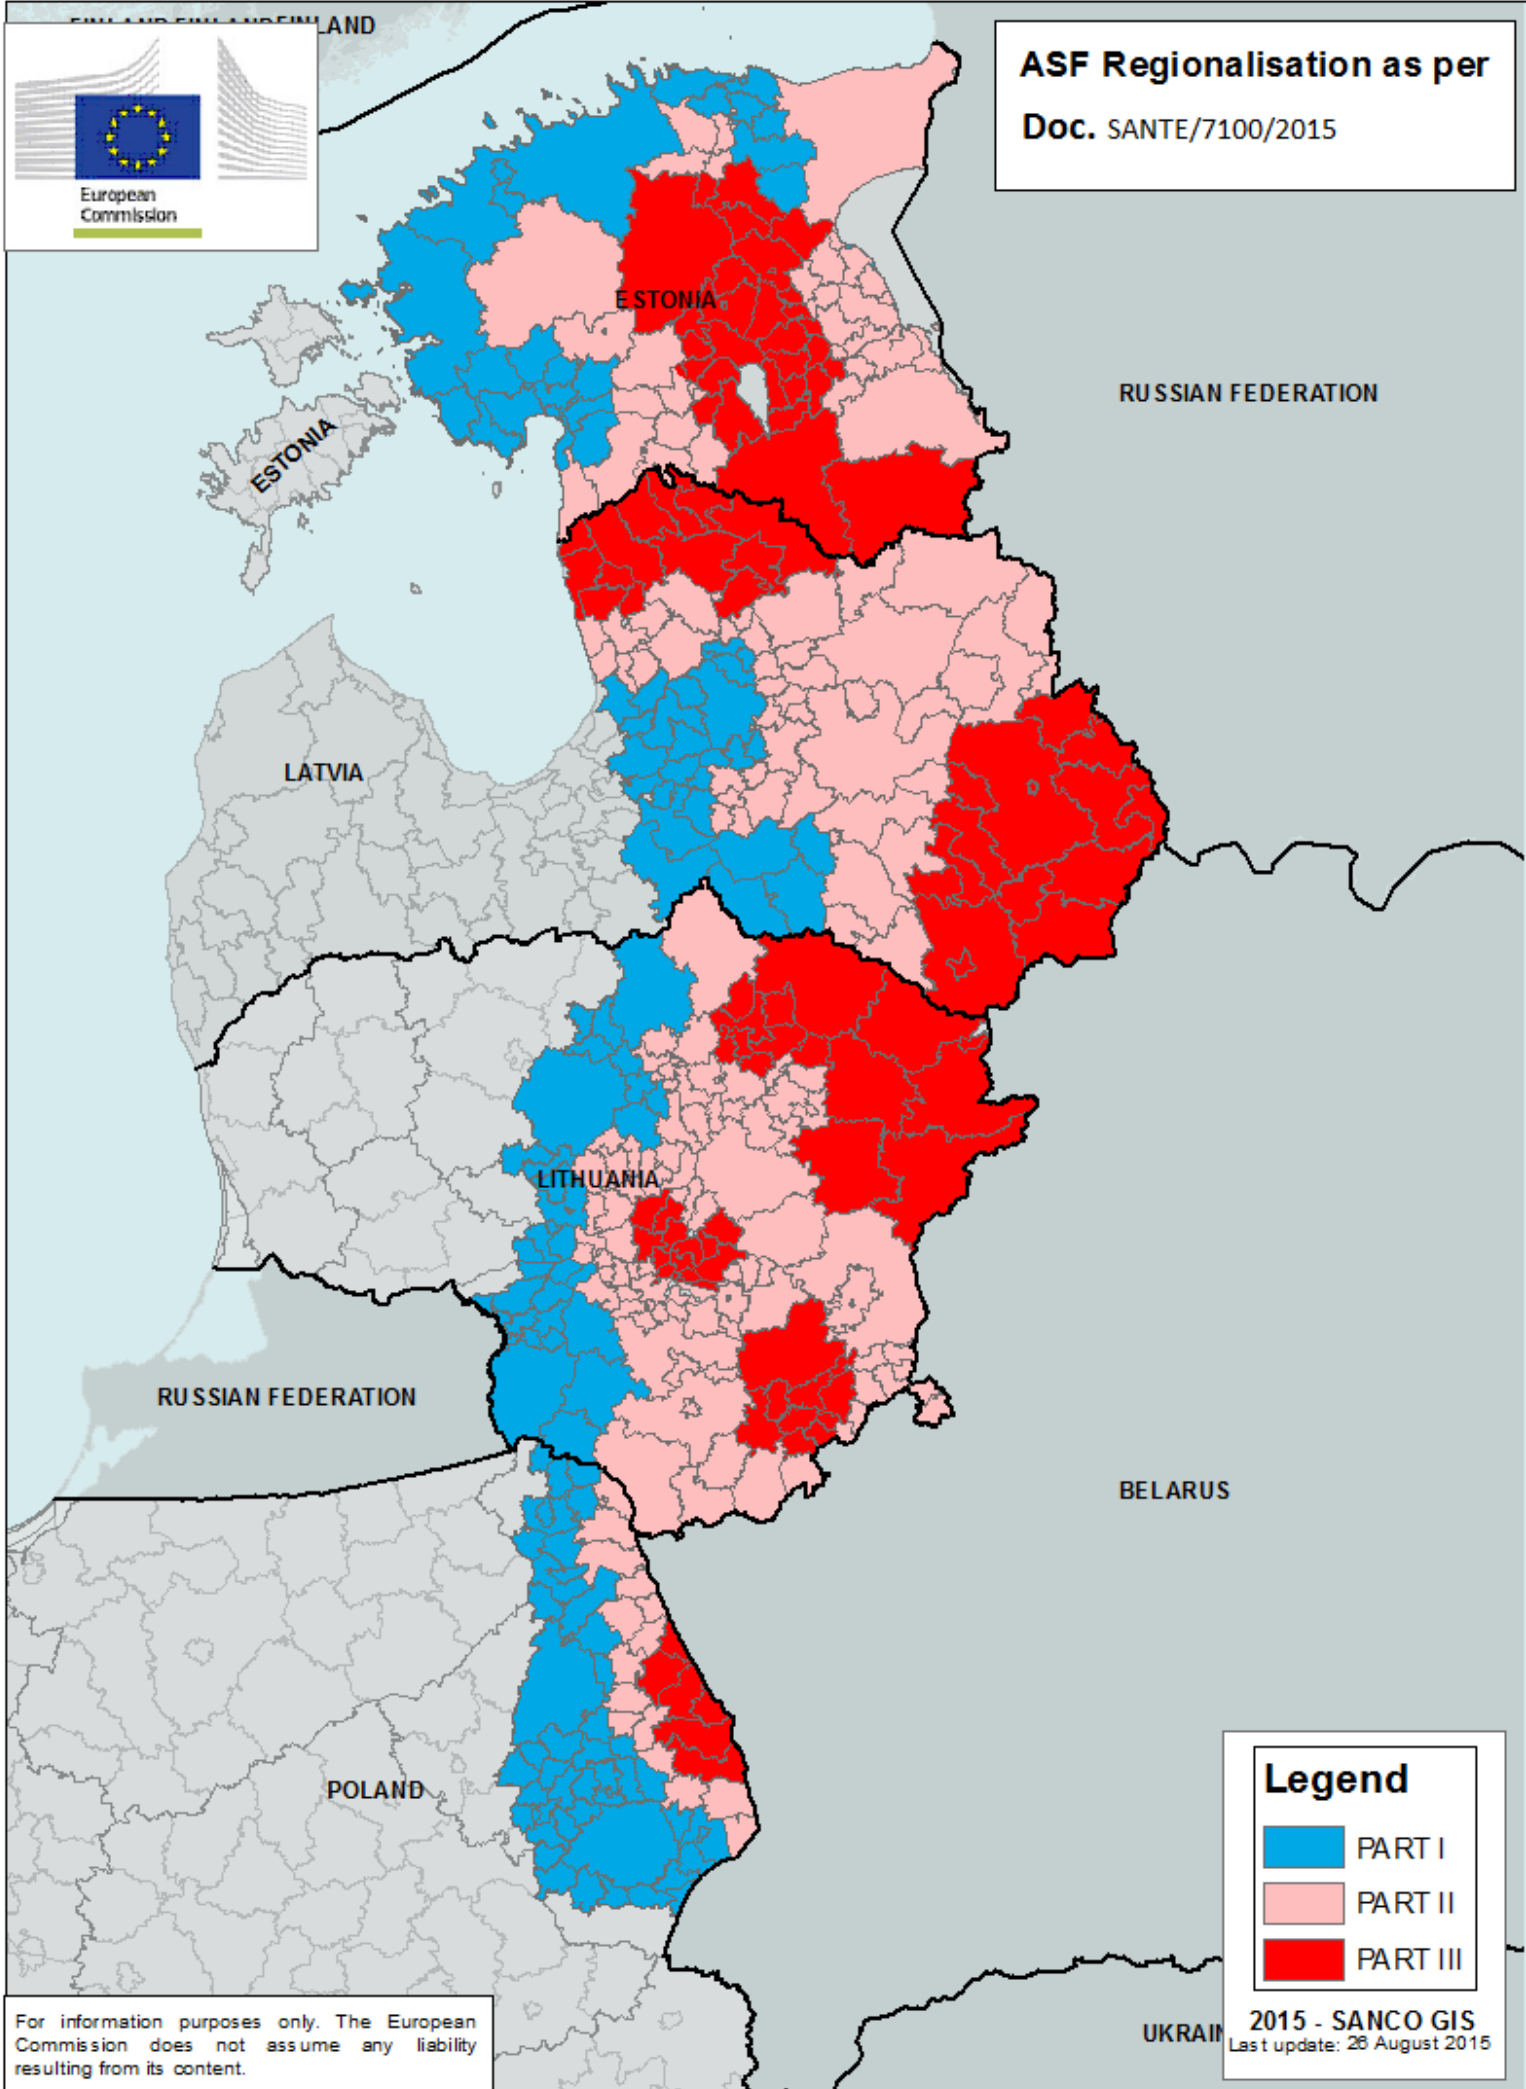 LAND
European
Commission
ASF Regionalisation as per
Doc. SANTE/7100/2015
ESTONIA
RUSSIAN FEDERATION
ESTONIA
LATVIA
LITHUANIA
RUSSIAN FEDERATION
BELARUS
POLAND
Legend
PART I
PART II
PART III
2015 - SANCO GIS
Last update: 26 August 2015
UKRAIN
For information purposes only. The European
Commission does not assume any liability
resulting from its content.